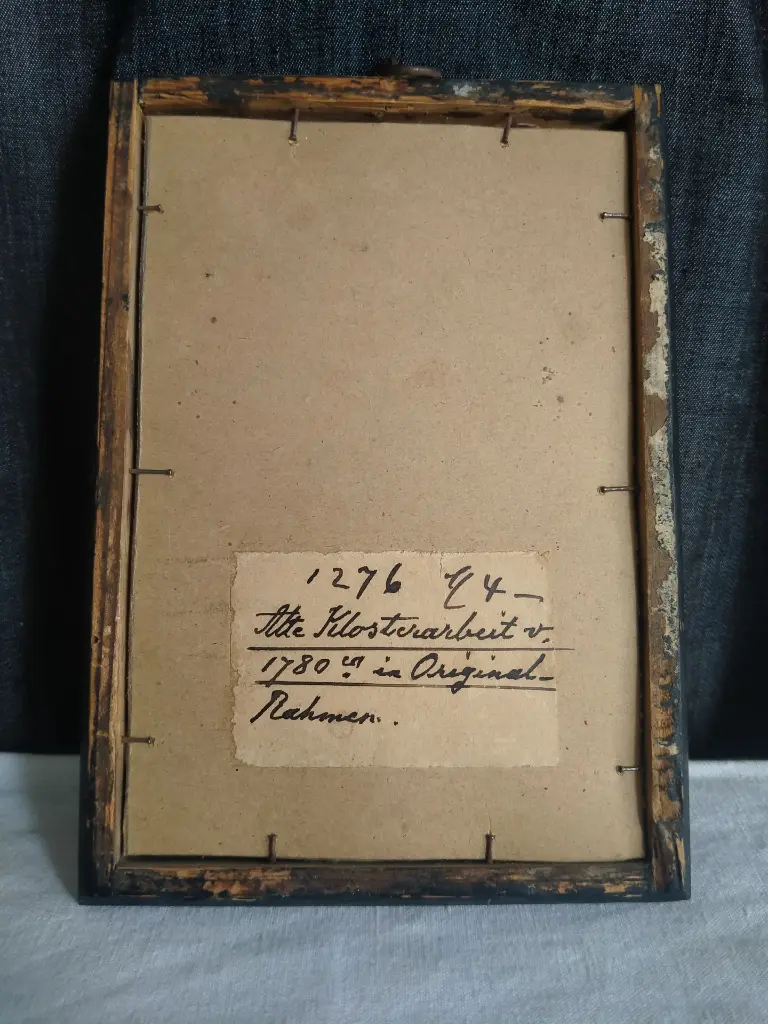 1276 4 —
Alte Klosterarbeit v.
1780 in Original-
Rahmen.